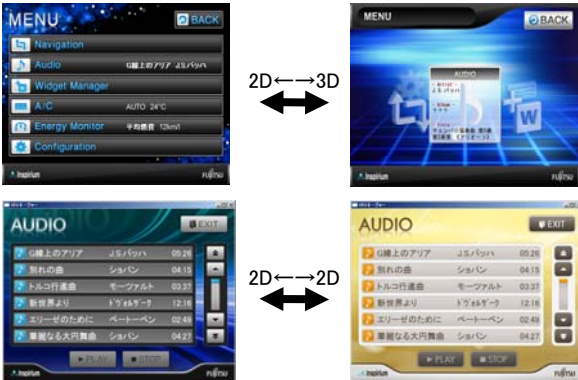 MENU
BACK
Navigation
Audio G線上のアリア J.S.バッハ
Widget Manager
A/C AUTO 24℃
Energy Monitor 平均燃費 12km/l
Configuration
Inspirium FUJITSU
2D←→3D
MENU
BACK
AUDIO
- Artist -
J.S.バッハ
- Album -
- Title -
W
Inspirium FUJITSU
AUDIO
EXIT
G線上のアリア J.S.バッハ 05:26
別れの曲 ショパン 04:15
トルコ行進曲 モーツァルト 03:37
新世界より ドヴォルザーク 12:16
エリーゼのために ベートーベン 02:49
華麗なる大円舞曲 ショパン 04:27
PLAY STOP
Inspirium FUJITSU
2D←→2D
AUDIO
EXIT
G線上のアリア J.S.バッハ 05:26
別れの曲 ショパン 04:15
トルコ行進曲 モーツァルト 03:37
新世界より ドヴォルザーク 12:16
エリーゼのために ベートーベン 02:49
華麗なる大円舞曲 ショパン 04:27
PLAY STOP
Inspirium FUJITSU